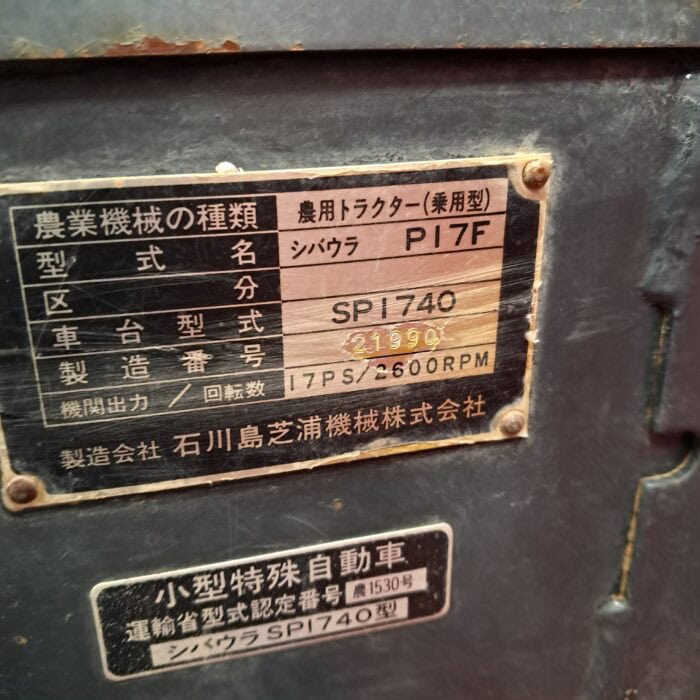 農業機械の種類 農用トラクター(乗用型)
型式名 シバウラ P17F
区分
車台型式 SP1740
製造番号 21990
機関出力/回転数 17PS/2600RPM
製造会社 石川島芝浦機械株式会社
小型特殊自動車
運輸省型式認定番号 農1530号
シバウラSP1740型